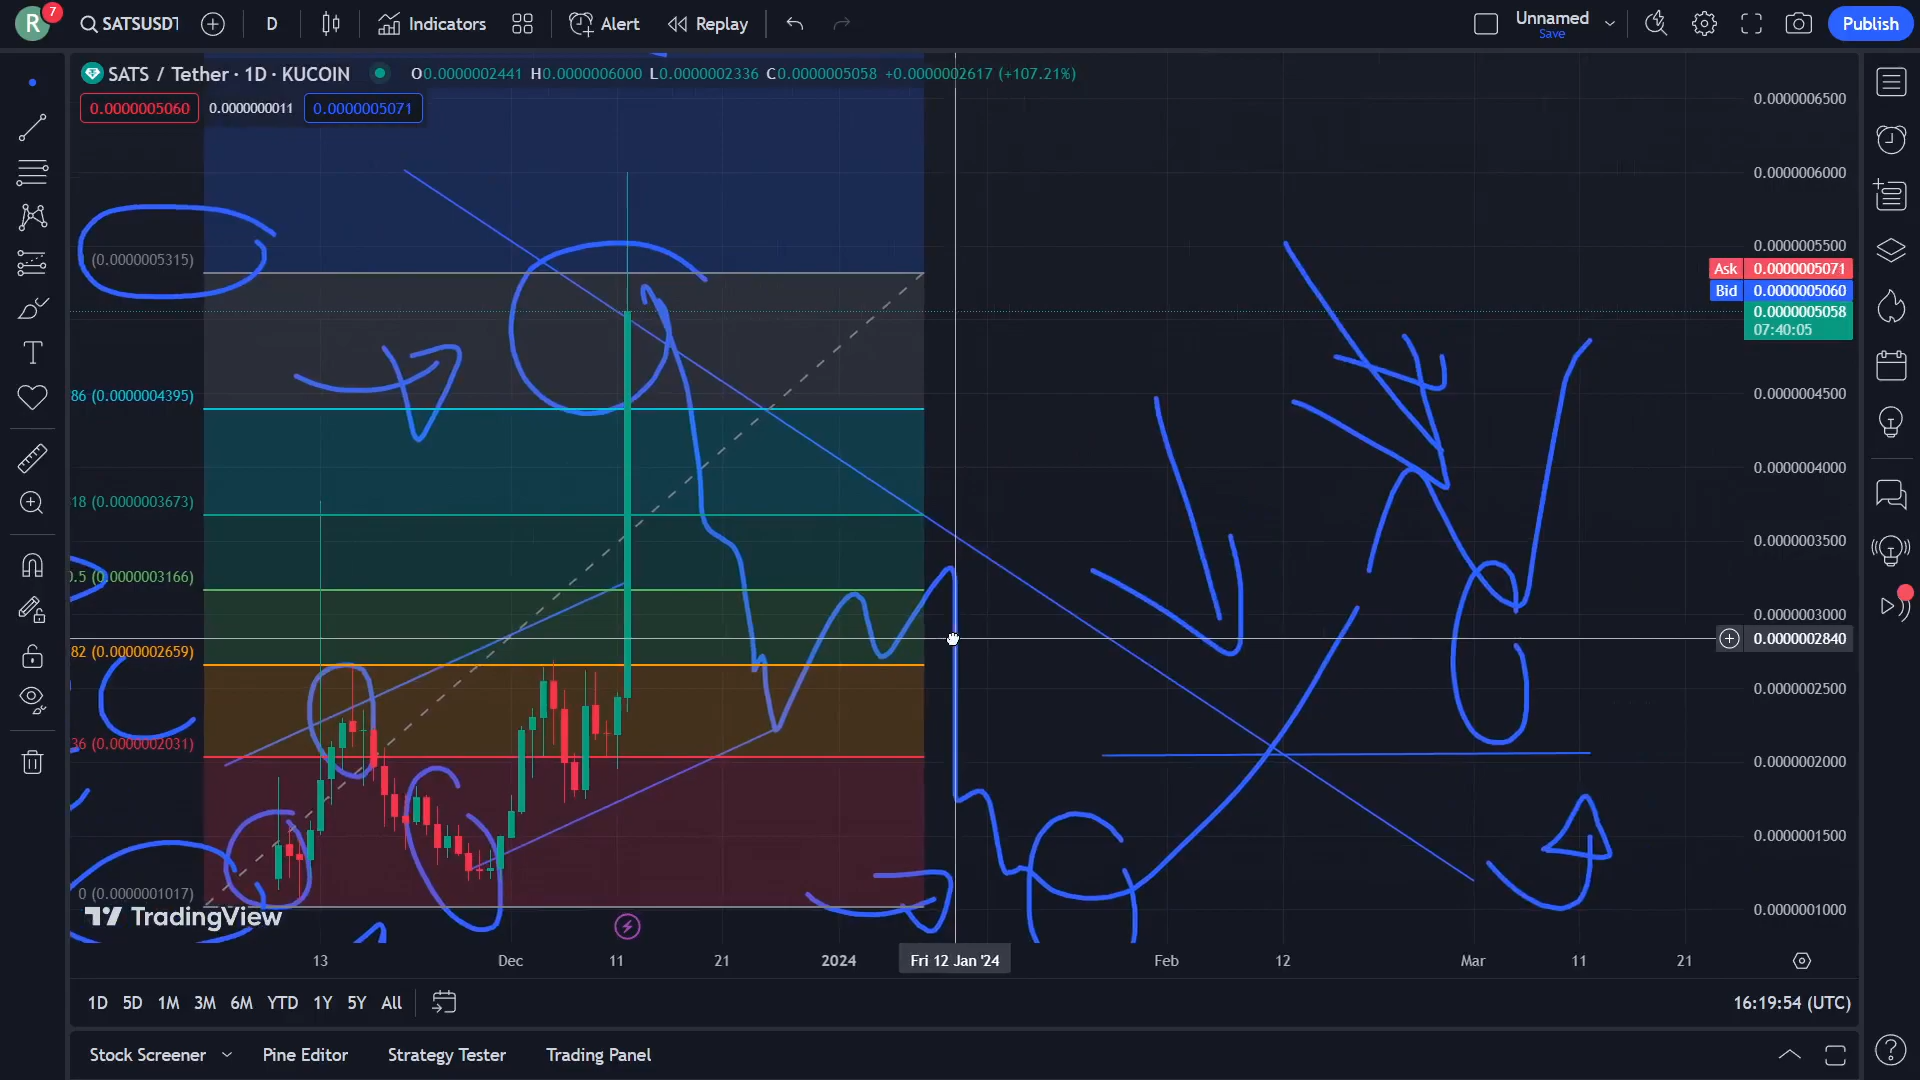 R
7
SATSUSDT
D
Indicators
Alert
Replay
Unnamed
Save
Publish
SATS / Tether · 1D · KUCOIN
O0.0000002441 H0.0000006000 L0.0000002336 C0.0000005058 +0.0000002617 (+107.21%)
0.0000005060
0.0000000011
0.0000005071
0.0000006500
0.0000006000
0.0000005500
Ask 0.0000005071
Bid 0.0000005060
0.0000005058
07:40:05
0.0000004500
0.0000004000
0.0000003500
0.0000003000
0.0000002840
0.0000002500
0.0000002000
0.0000001500
0.0000001000
(0.0000005315)
86 (0.0000004395)
18 (0.0000003673)
0.5 (0.0000003166)
82 (0.0000002659)
36 (0.0000002031)
0 (0.0000001017)
TradingView
13
Dec
11
21
2024
Fri 12 Jan '24
Feb
12
Mar
11
21
1D 5D 1M 3M 6M YTD 1Y 5Y All
16:19:54 (UTC)
Stock Screener
Pine Editor
Strategy Tester
Trading Panel